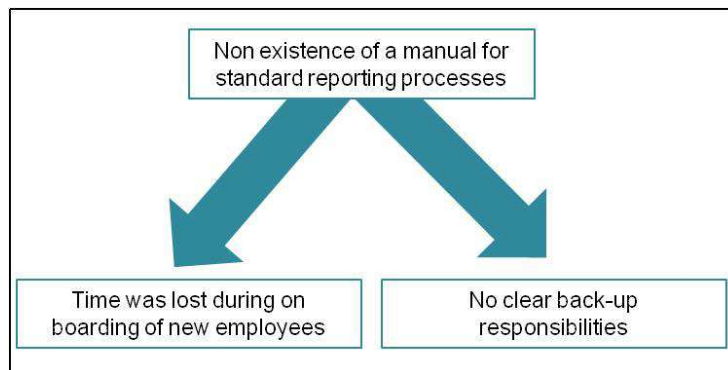 Non existence of a manual for
standard reporting processes
Time was lost during on
boarding of new employees
No clear back-up
responsibilities